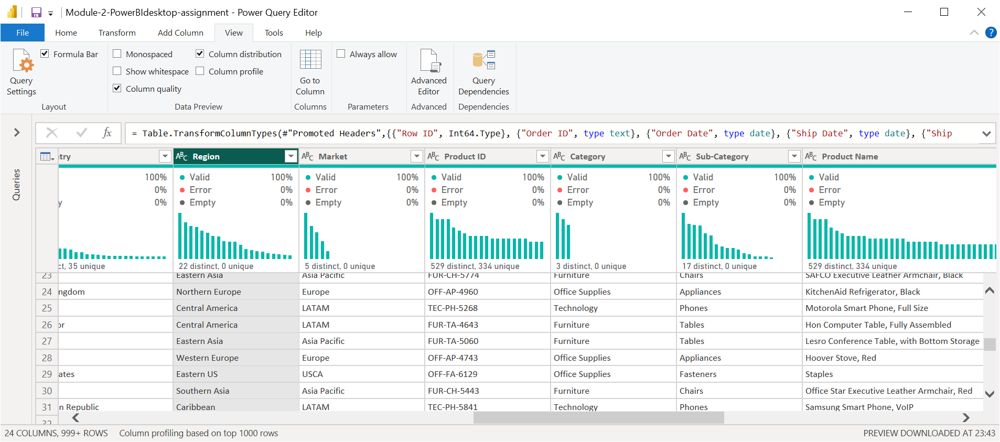 Module-2-PowerBIdesktop-assignment - Power Query Editor
File Home Transform Add Column View Tools Help
Formula Bar Monospaced Column distribution Always allow
Show whitespace Column profile
Column quality
Query Settings Go to Column Advanced Editor Query Dependencies
Layout Data Preview Columns Parameters Advanced Dependencies
fx = Table.TransformColumnTypes(#"Promoted Headers",{{"Row ID", Int64.Type}, {"Order ID", type text}, {"Order Date", type date}, {"Ship Date", type date}, {"Ship
Queries
try ABC Region ABC Market ABC Product ID ABC Category ABC Sub-Category ABC Product Name
100% Valid 100% Valid 100% Valid 100% Valid 100% Valid 100% Valid
0% Error 0% Error 0% Error 0% Error 0% Error 0% Error
y 0% Empty 0% Empty 0% Empty 0% Empty 0% Empty 0% Empty
ct, 35 unique 22 distinct, 0 unique 5 distinct, 0 unique 529 distinct, 334 unique 3 distinct, 0 unique 17 distinct, 0 unique 529 distinct, 334 unique
23 Eastern Asia Asia Pacific FUR-CH-5774 Furniture Chairs SAFCO Executive Leather Armchair, Black
24 ngdom Northern Europe Europe OFF-AP-4960 Office Supplies Appliances KitchenAid Refrigerator, Black
25 Central America LATAM TEC-PH-5268 Technology Phones Motorola Smart Phone, Full Size
26 or Central America LATAM FUR-TA-4643 Furniture Tables Hon Computer Table, Fully Assembled
27 Eastern Asia Asia Pacific FUR-TA-5060 Furniture Tables Lesro Conference Table, with Bottom Storage
28 Western Europe Europe OFF-AP-4743 Office Supplies Appliances Hoover Stove, Red
29 ates Eastern US USCA OFF-FA-6129 Office Supplies Fasteners Staples
30 Southern Asia Asia Pacific FUR-CH-5443 Furniture Chairs Office Star Executive Leather Armchair, Red
31 n Republic Caribbean LATAM TEC-PH-5841 Technology Phones Samsung Smart Phone, VoIP
32
24 COLUMNS, 999+ ROWS Column profiling based on top 1000 rows PREVIEW DOWNLOADED AT 23:43